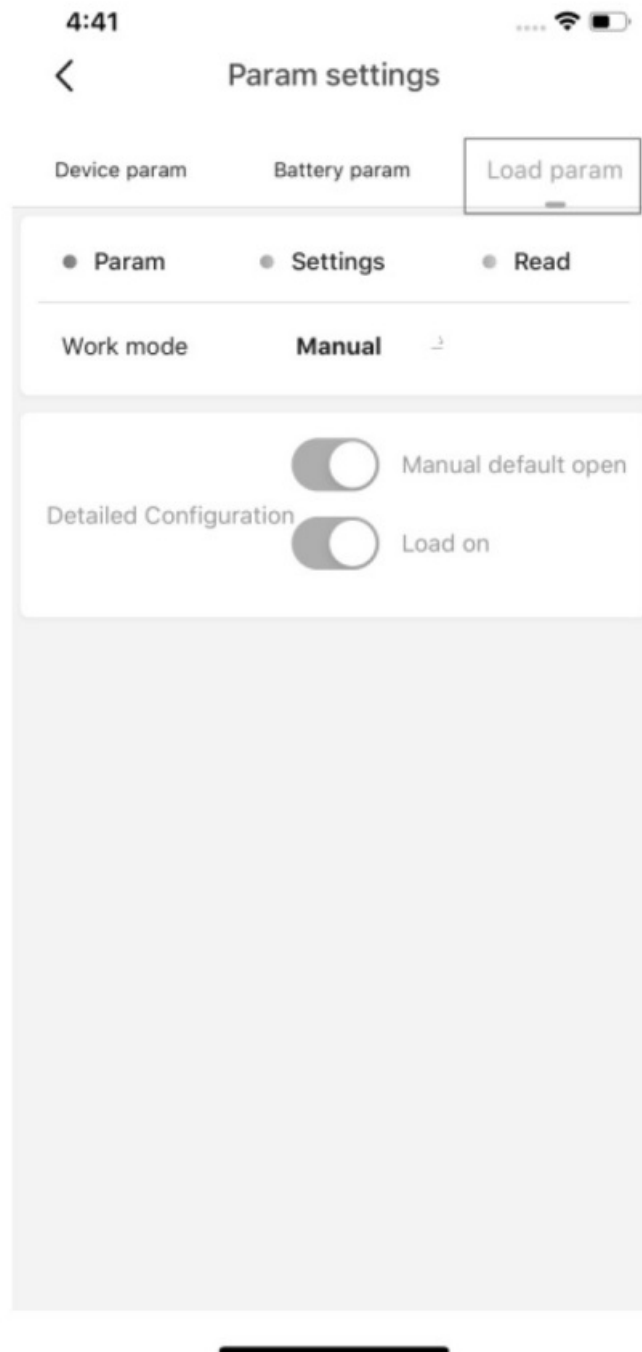 4:41
Param settings
Device param Battery param Load param
Param Settings Read
Work mode Manual
Manual default open
Detailed Configuration
Load on